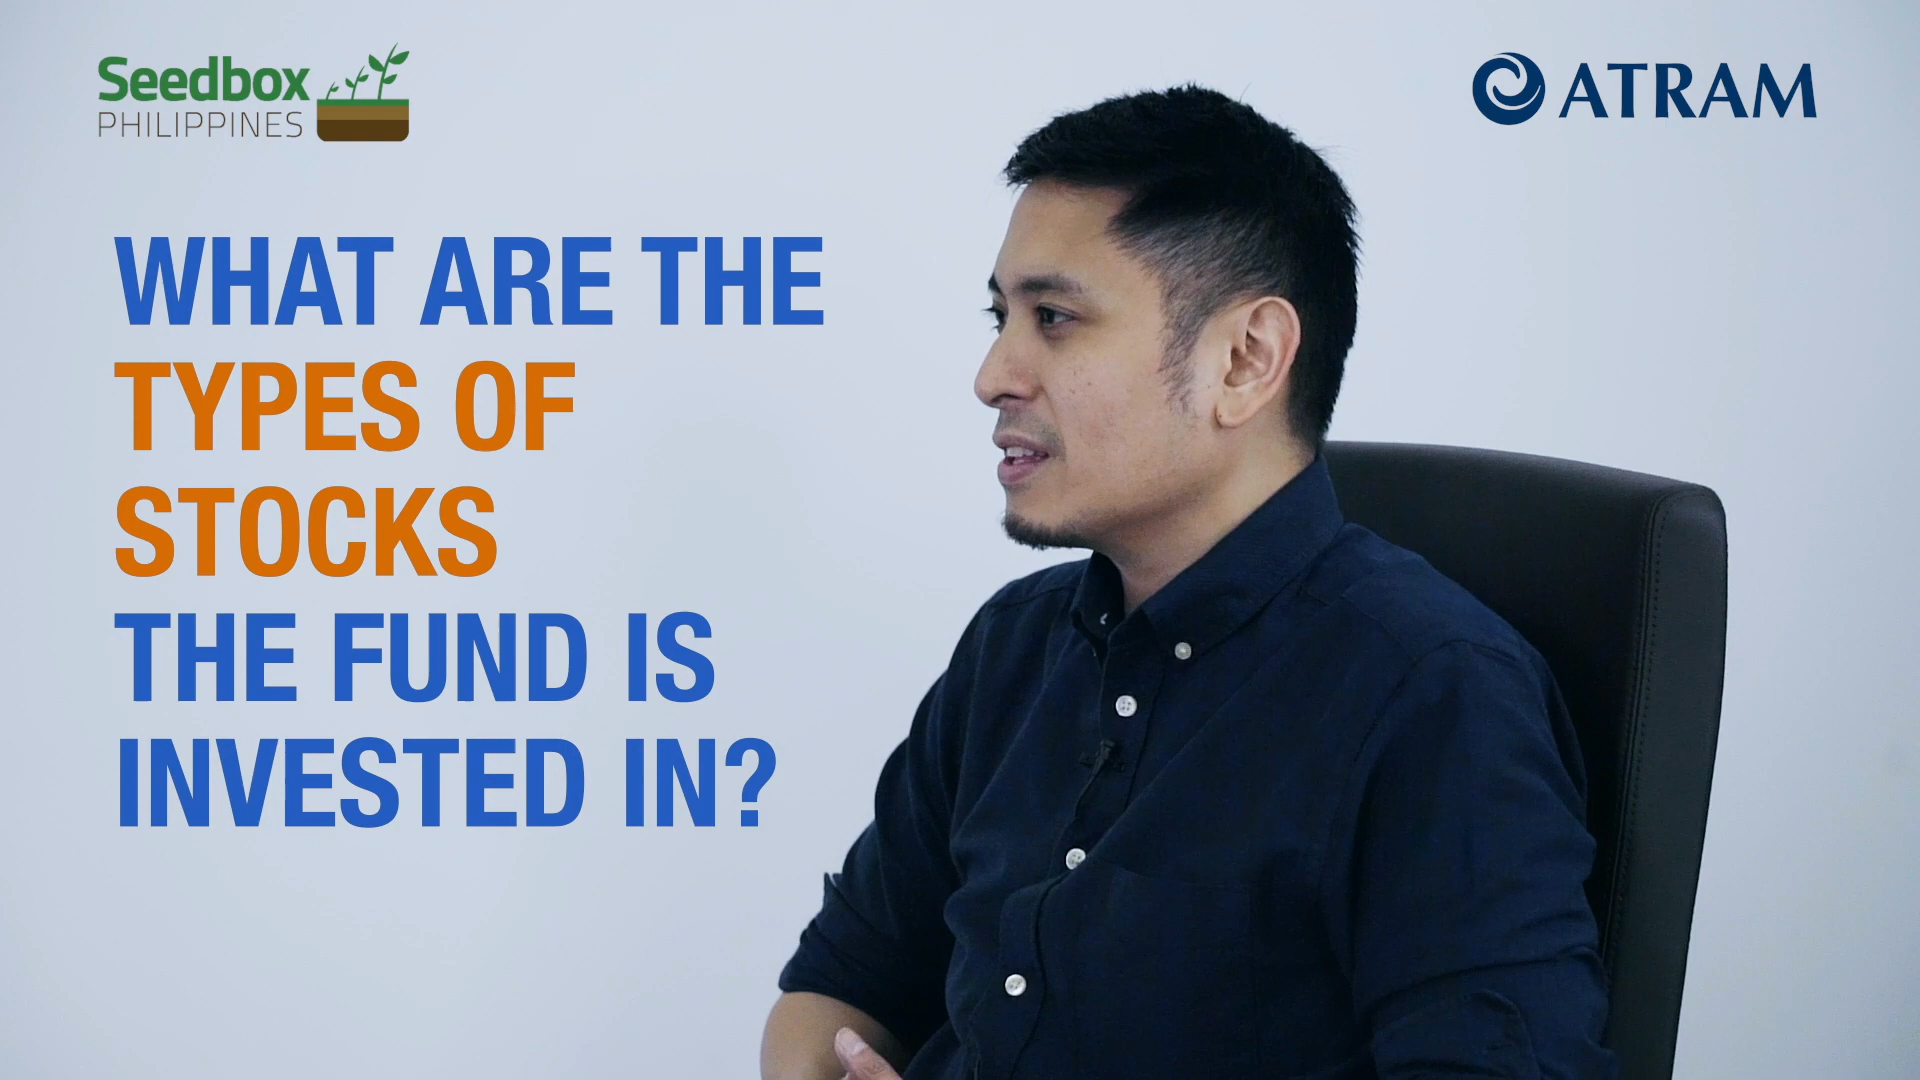 Seedbox
PHILIPPINES
ATRAM
WHAT ARE THE
TYPES OF
STOCKS
THE FUND IS
INVESTED IN?